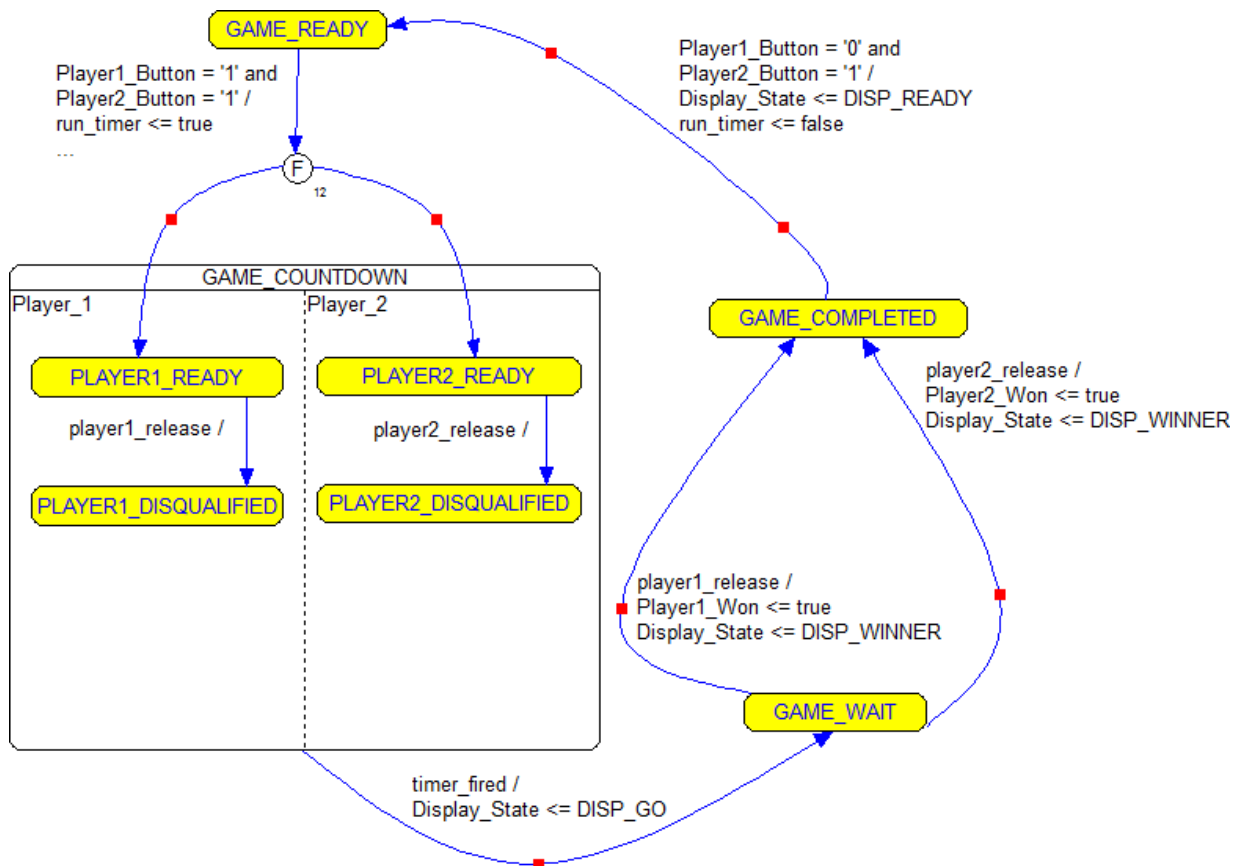 GAME_READY
Player1_Button = '1' and
Player2_Button = '1' /
run_timer <= true
...
F
12
Player1_Button = '0' and
Player2_Button = '1' /
Display_State <= DISP_READY
run_timer <= false
GAME_COUNTDOWN
Player_1
Player_2
PLAYER1_READY
PLAYER2_READY
player1_release /
player2_release /
PLAYER1_DISQUALIFIED
PLAYER2_DISQUALIFIED
GAME_COMPLETED
player2_release /
Player2_Won <= true
Display_State <= DISP_WINNER
player1_release /
Player1_Won <= true
Display_State <= DISP_WINNER
GAME_WAIT
timer_fired /
Display_State <= DISP_GO